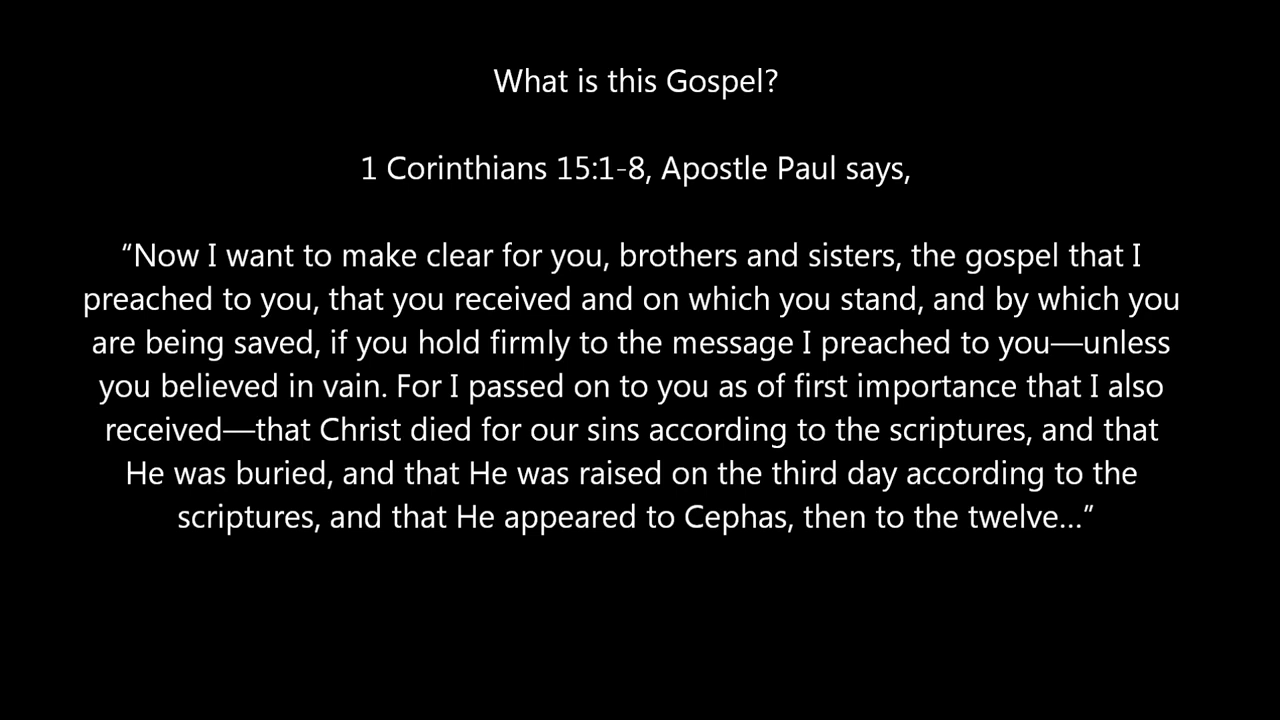 What is this Gospel?
1 Corinthians 15:1-8, Apostle Paul says,
“Now I want to make clear for you, brothers and sisters, the gospel that I
preached to you, that you received and on which you stand, and by which you
are being saved, if you hold firmly to the message I preached to you—unless
you believed in vain. For I passed on to you as of first importance that I also
received—that Christ died for our sins according to the scriptures, and that
He was buried, and that He was raised on the third day according to the
scriptures, and that He appeared to Cephas, then to the twelve…”